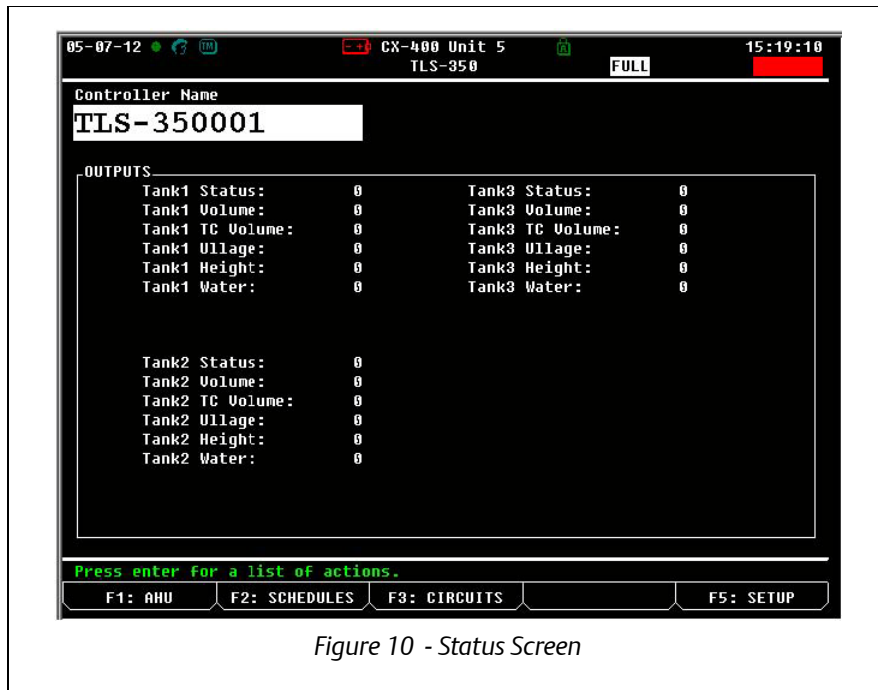 05-07-12 TM - + CX-400 Unit 5 R 15:19:10
TLS-350 FULL
Controller Name
TLS-350001
OUTPUTS
Tank1 Status: 0 Tank3 Status: 0
Tank1 Volume: 0 Tank3 Volume: 0
Tank1 TC Volume: 0 Tank3 TC Volume: 0
Tank1 Ullage: 0 Tank3 Ullage: 0
Tank1 Height: 0 Tank3 Height: 0
Tank1 Water: 0 Tank3 Water: 0
Tank2 Status: 0
Tank2 Volume: 0
Tank2 TC Volume: 0
Tank2 Ullage: 0
Tank2 Height: 0
Tank2 Water: 0
Press enter for a list of actions.
F1: AHU F2: SCHEDULES F3: CIRCUITS F5: SETUP
Figure 10 - Status Screen